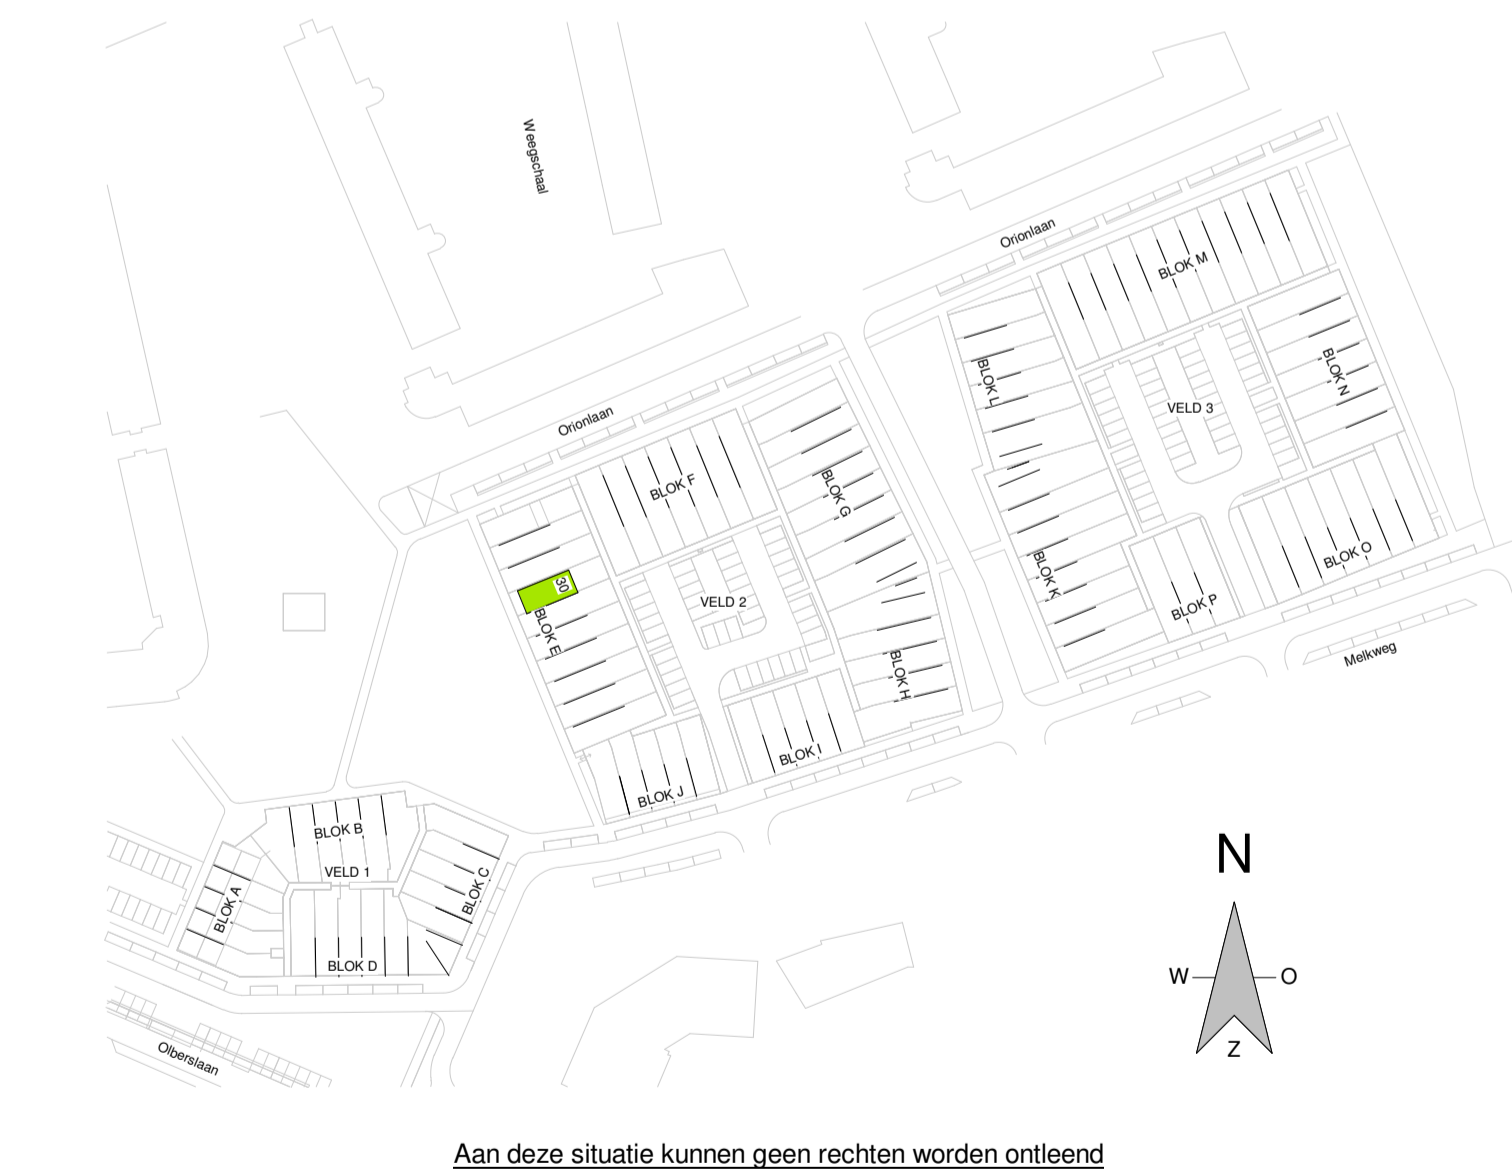 Weegschaal
Orionlaan
BLOK M
BLOK L
BLOK N
VELD 3
Orionlaan
BLOK F
BLOK G
30
BLOK E
VELD 2
BLOK K
BLOK O
BLOK P
Melkweg
BLOK H
BLOK I
BLOK J
BLOK B
VELD 1
BLOK C
BLOK A
BLOK D
Olberslaan
N
W
O
Z
Aan deze situatie kunnen geen rechten worden ontleend